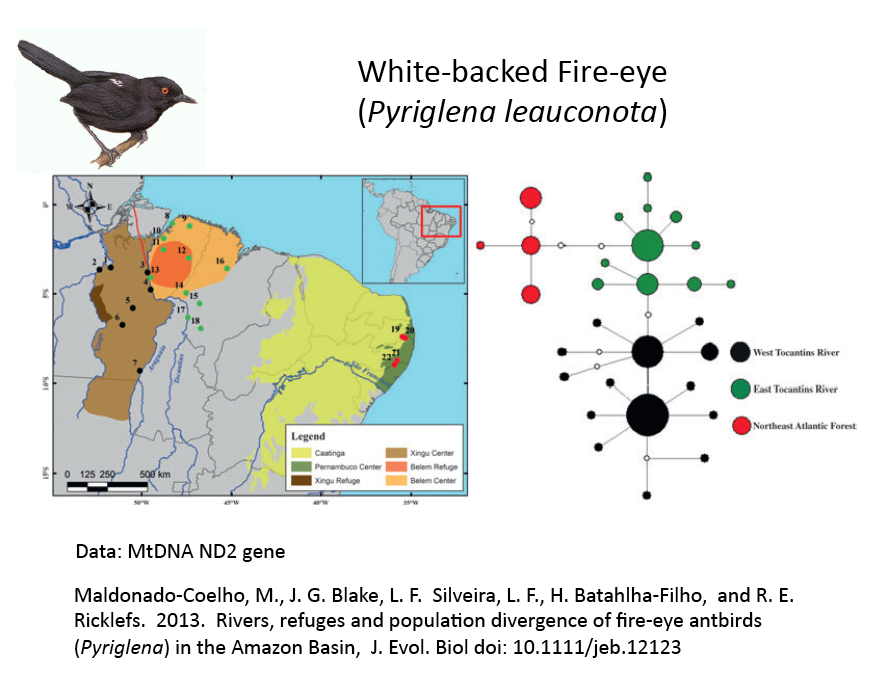 White-backed Fire-eye
(Pyriglena leauconota)
N
W E
0°
5°S
10°S
15°S
8 9
10
11
12
16
2 1 3 13
4
14
15
5
17
6
18
7
19 20
21
22
Xingu
Araguaia
Tocantins
São Francisco
Legend
Caatinga
Pernambuco Center
Xingu Refuge
Xingu Center
Belem Refuge
Belem Center
0 125 250 500 km
50°W 45°W 40°W 35°W
West Tocantins River
East Tocantins River
Northeast Atlantic Forest
Data: MtDNA ND2 gene
Maldonado-Coelho, M., J. G. Blake, L. F. Silveira, L. F., H. Batahlha-Filho, and R. E.
Ricklefs. 2013. Rivers, refuges and population divergence of fire-eye antbirds
(Pyriglena) in the Amazon Basin, J. Evol. Biol doi: 10.1111/jeb.12123